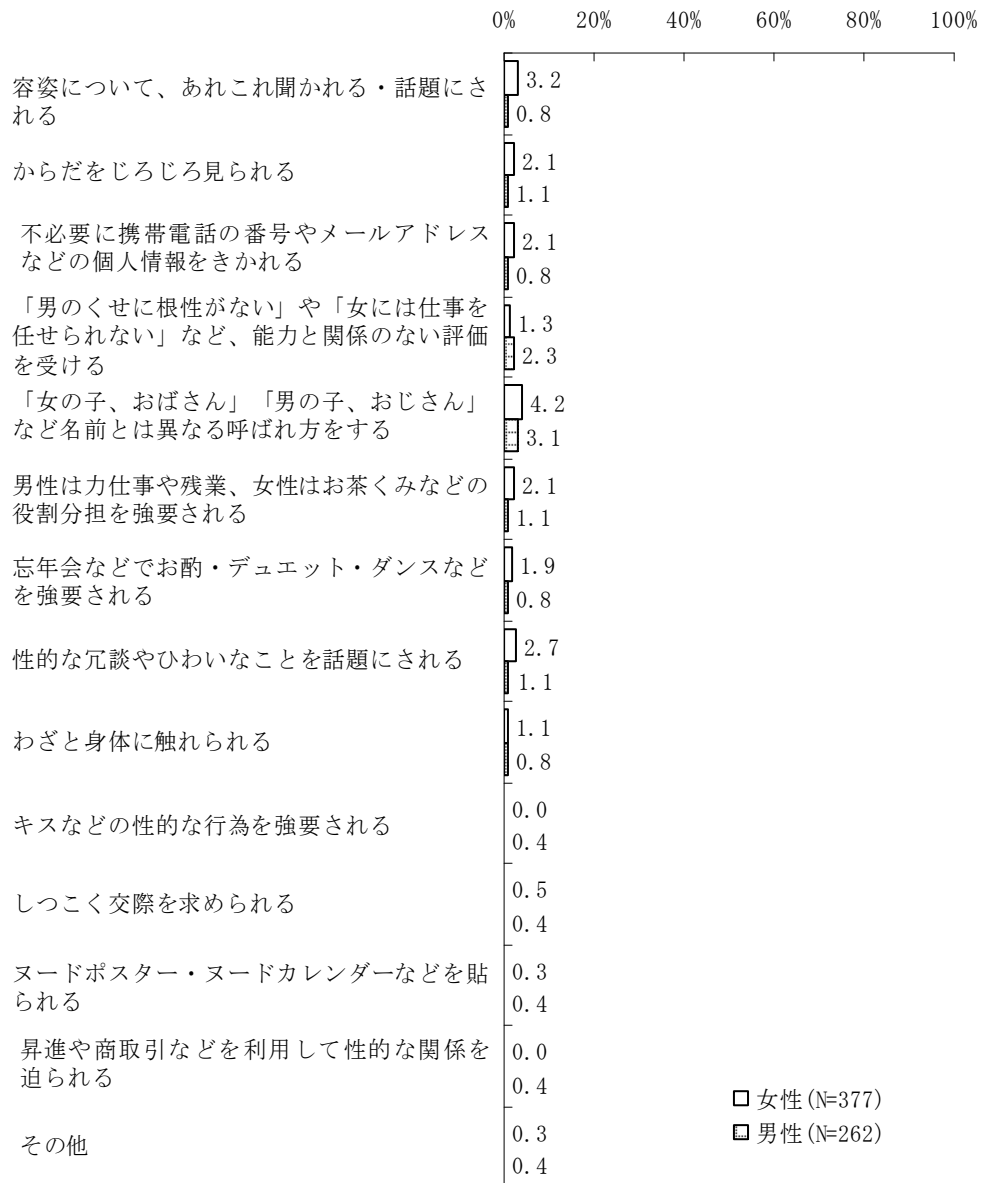 0% 20% 40% 60% 80% 100%
容姿について、あれこれ聞かれる・話題にさ
れる
3.2
0.8
からだをじろじろ見られる
2.1
1.1
不必要に携帯電話の番号やメールアドレス
などの個人情報をきかれる
2.1
0.8
「男のくせに根性がない」や「女には仕事を
任せられない」など、能力と関係のない評価
を受ける
1.3
2.3
「女の子、おばさん」「男の子、おじさん」
など名前とは異なる呼ばれ方をする
4.2
3.1
男性は力仕事や残業、女性はお茶くみなどの
役割分担を強要される
2.1
1.1
忘年会などでお酌・デュエット・ダンスなど
を強要される
1.9
0.8
性的な冗談やひわいなことを話題にされる
2.7
1.1
わざと身体に触れられる
1.1
0.8
キスなどの性的な行為を強要される
0.0
0.4
しつこく交際を求められる
0.5
0.4
ヌードポスター・ヌードカレンダーなどを貼
られる
0.3
0.4
昇進や商取引などを利用して性的な関係を
迫られる
0.0
0.4
その他
0.3
0.4
女性(N=377)
男性(N=262)